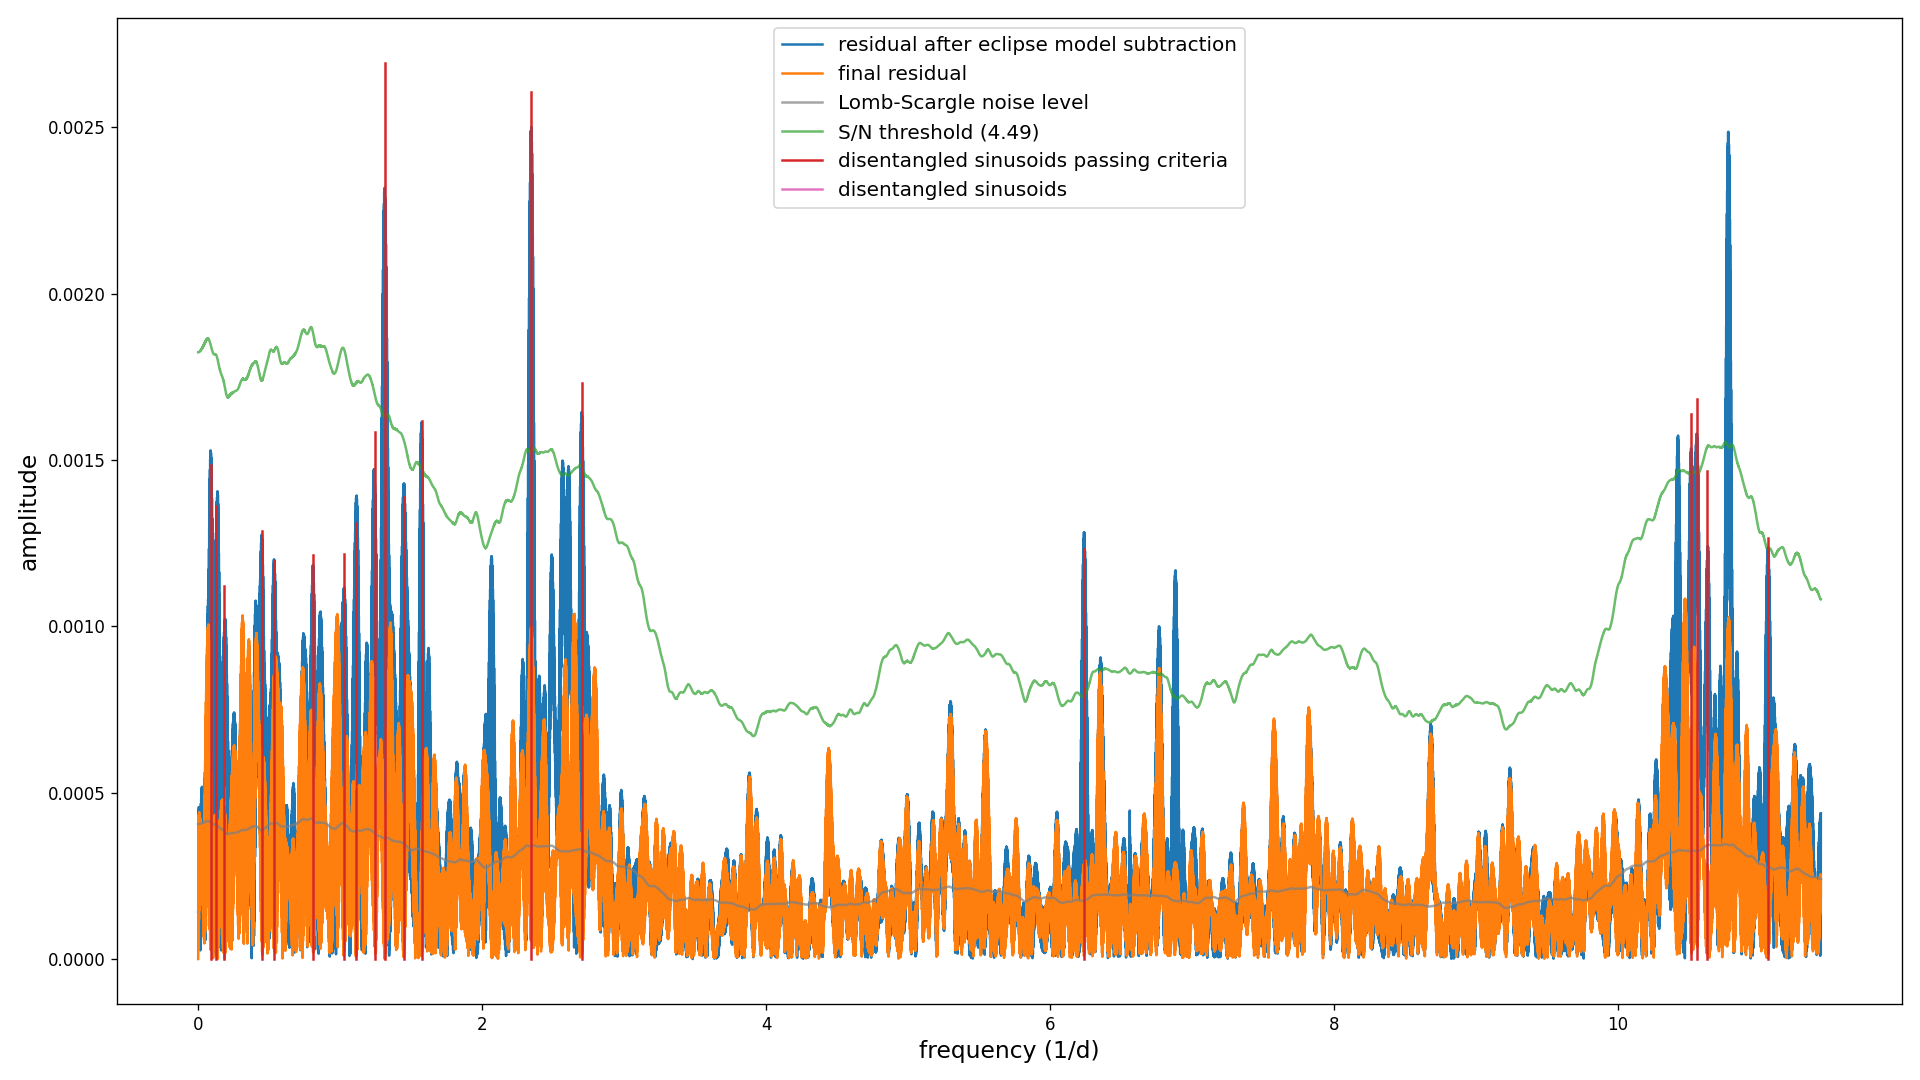 residual after eclipse model subtraction
final residual
Lomb-Scargle noise level
S/N threshold (4.49)
disentangled sinusoids passing criteria
disentangled sinusoids
amplitude
0.0025
0.0020
0.0015
0.0010
0.0005
0.0000
0 2 4 6 8 10
frequency (1/d)